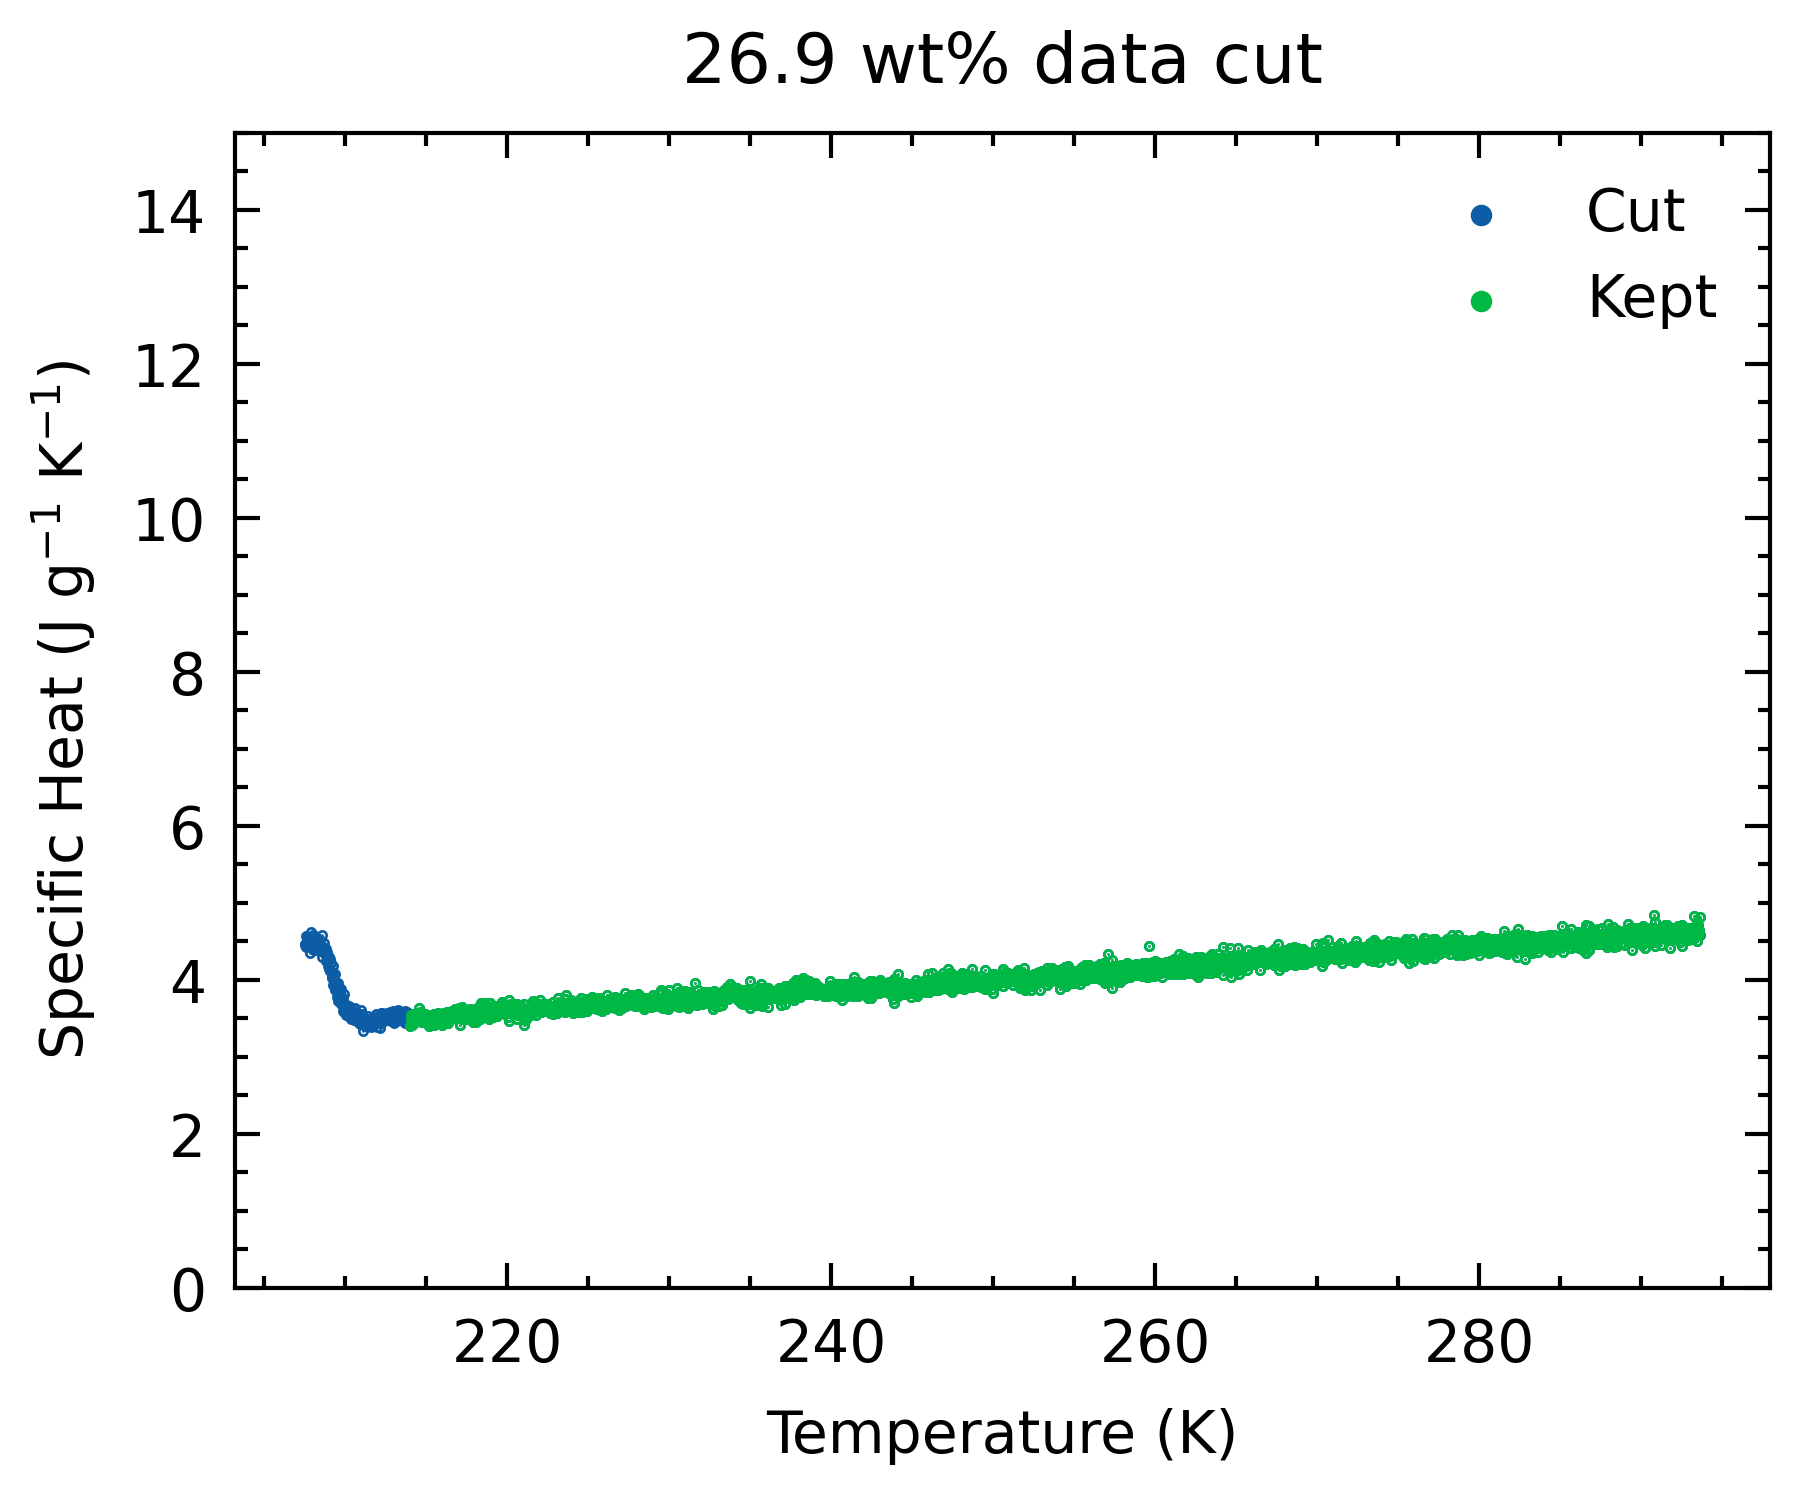 26.9 wt% data cut
Cut
Kept
14
12
10
8
6
4
2
0
Specific Heat (J g⁻¹ K⁻¹)
220 240 260 280
Temperature (K)